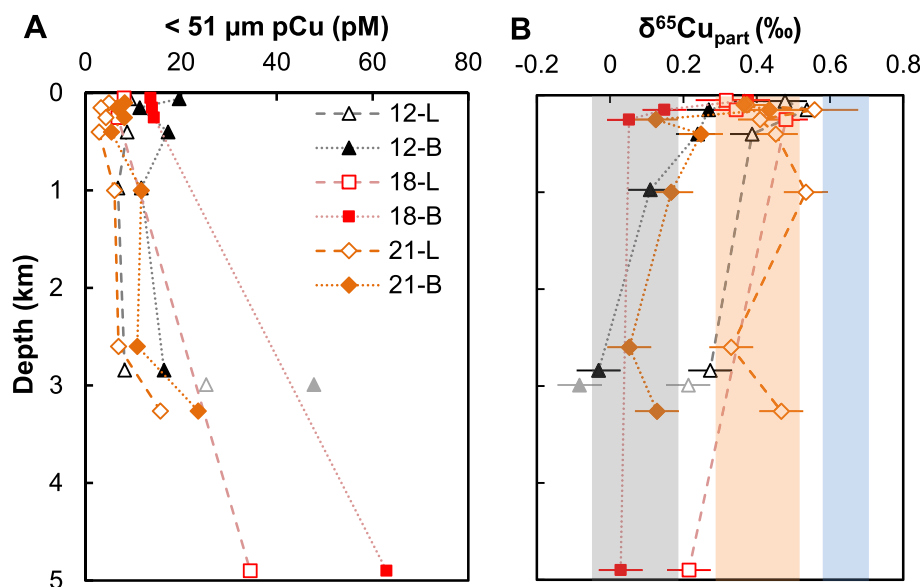 A
< 51 µm pCu (pM)
0 20 40 60 80
0
1
2
3
4
5
Depth (km)
12-L
12-B
18-L
18-B
21-L
21-B
B
δ65Cupart (‰)
-0.2 0 0.2 0.4 0.6 0.8